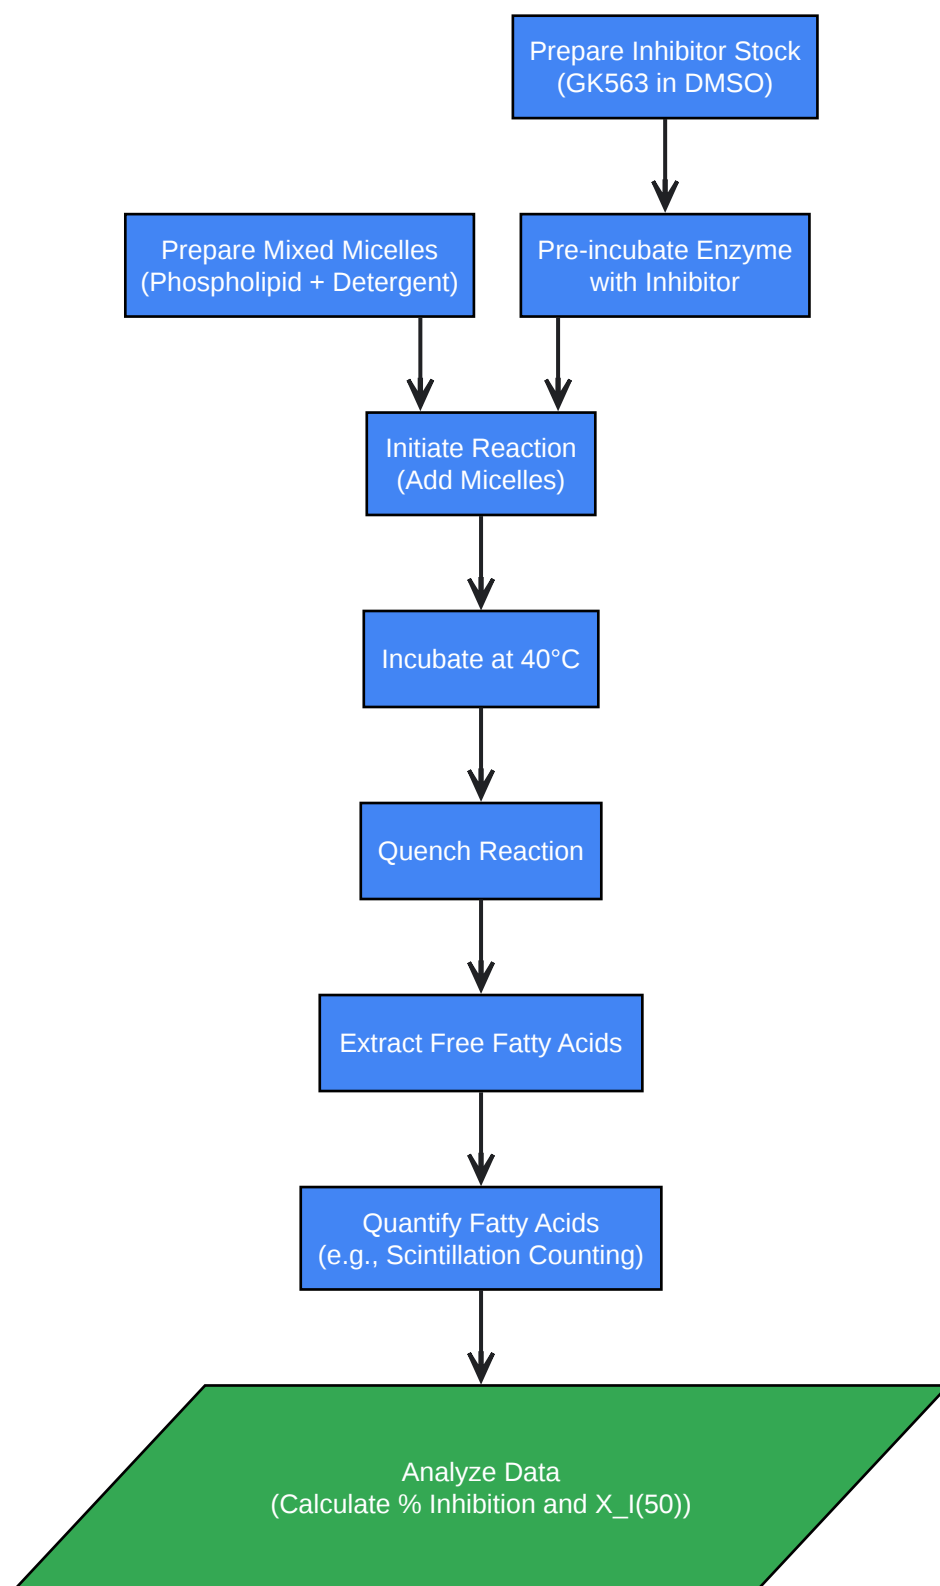 Prepare Inhibitor Stock
(GK563 in DMSO)
Prepare Mixed Micelles
(Phospholipid + Detergent)
Pre-incubate Enzyme
with Inhibitor
Initiate Reaction
(Add Micelles)
Incubate at 40°C
Quench Reaction
Extract Free Fatty Acids
Quantify Fatty Acids
(e.g., Scintillation Counting)
Analyze Data
(Calculate % Inhibition and X_I(50))